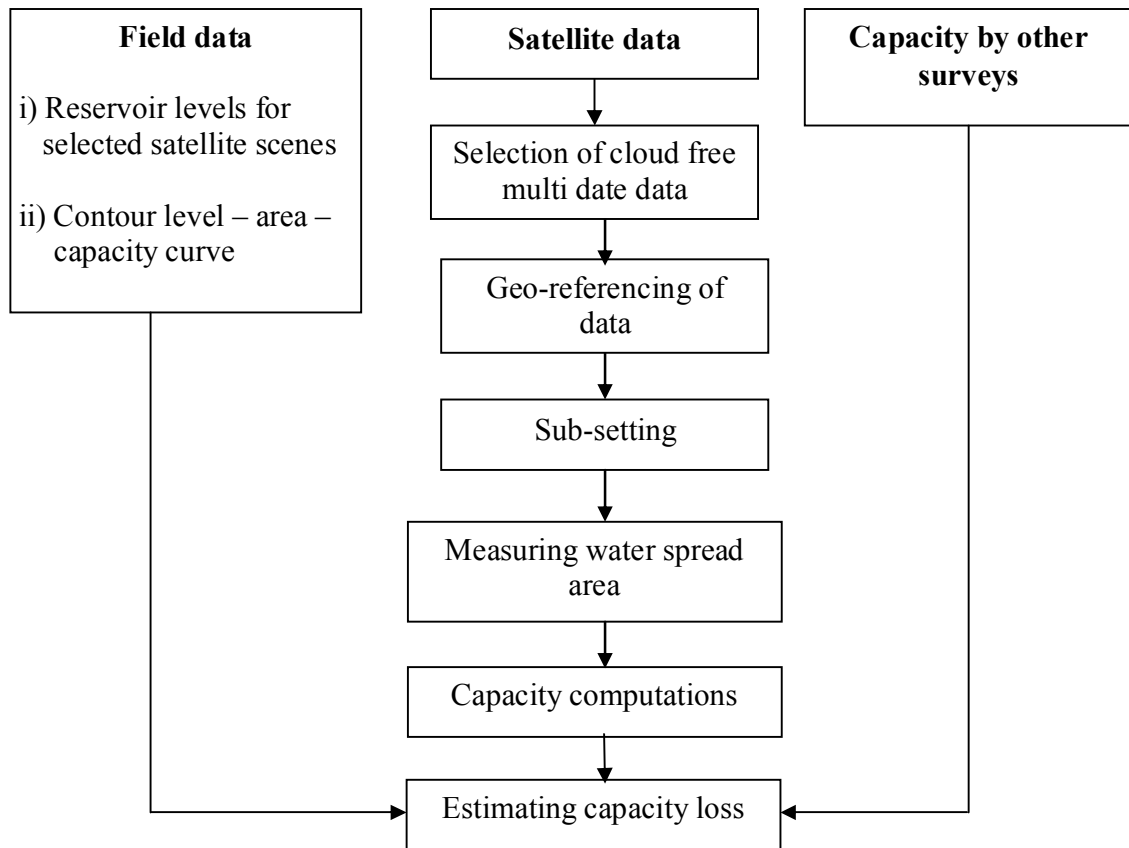 Field data
i) Reservoir levels for
selected satellite scenes
ii) Contour level – area –
capacity curve
Satellite data
Selection of cloud free
multi date data
Geo-referencing of
data
Sub-setting
Measuring water spread
area
Capacity computations
Estimating capacity loss
Capacity by other
surveys